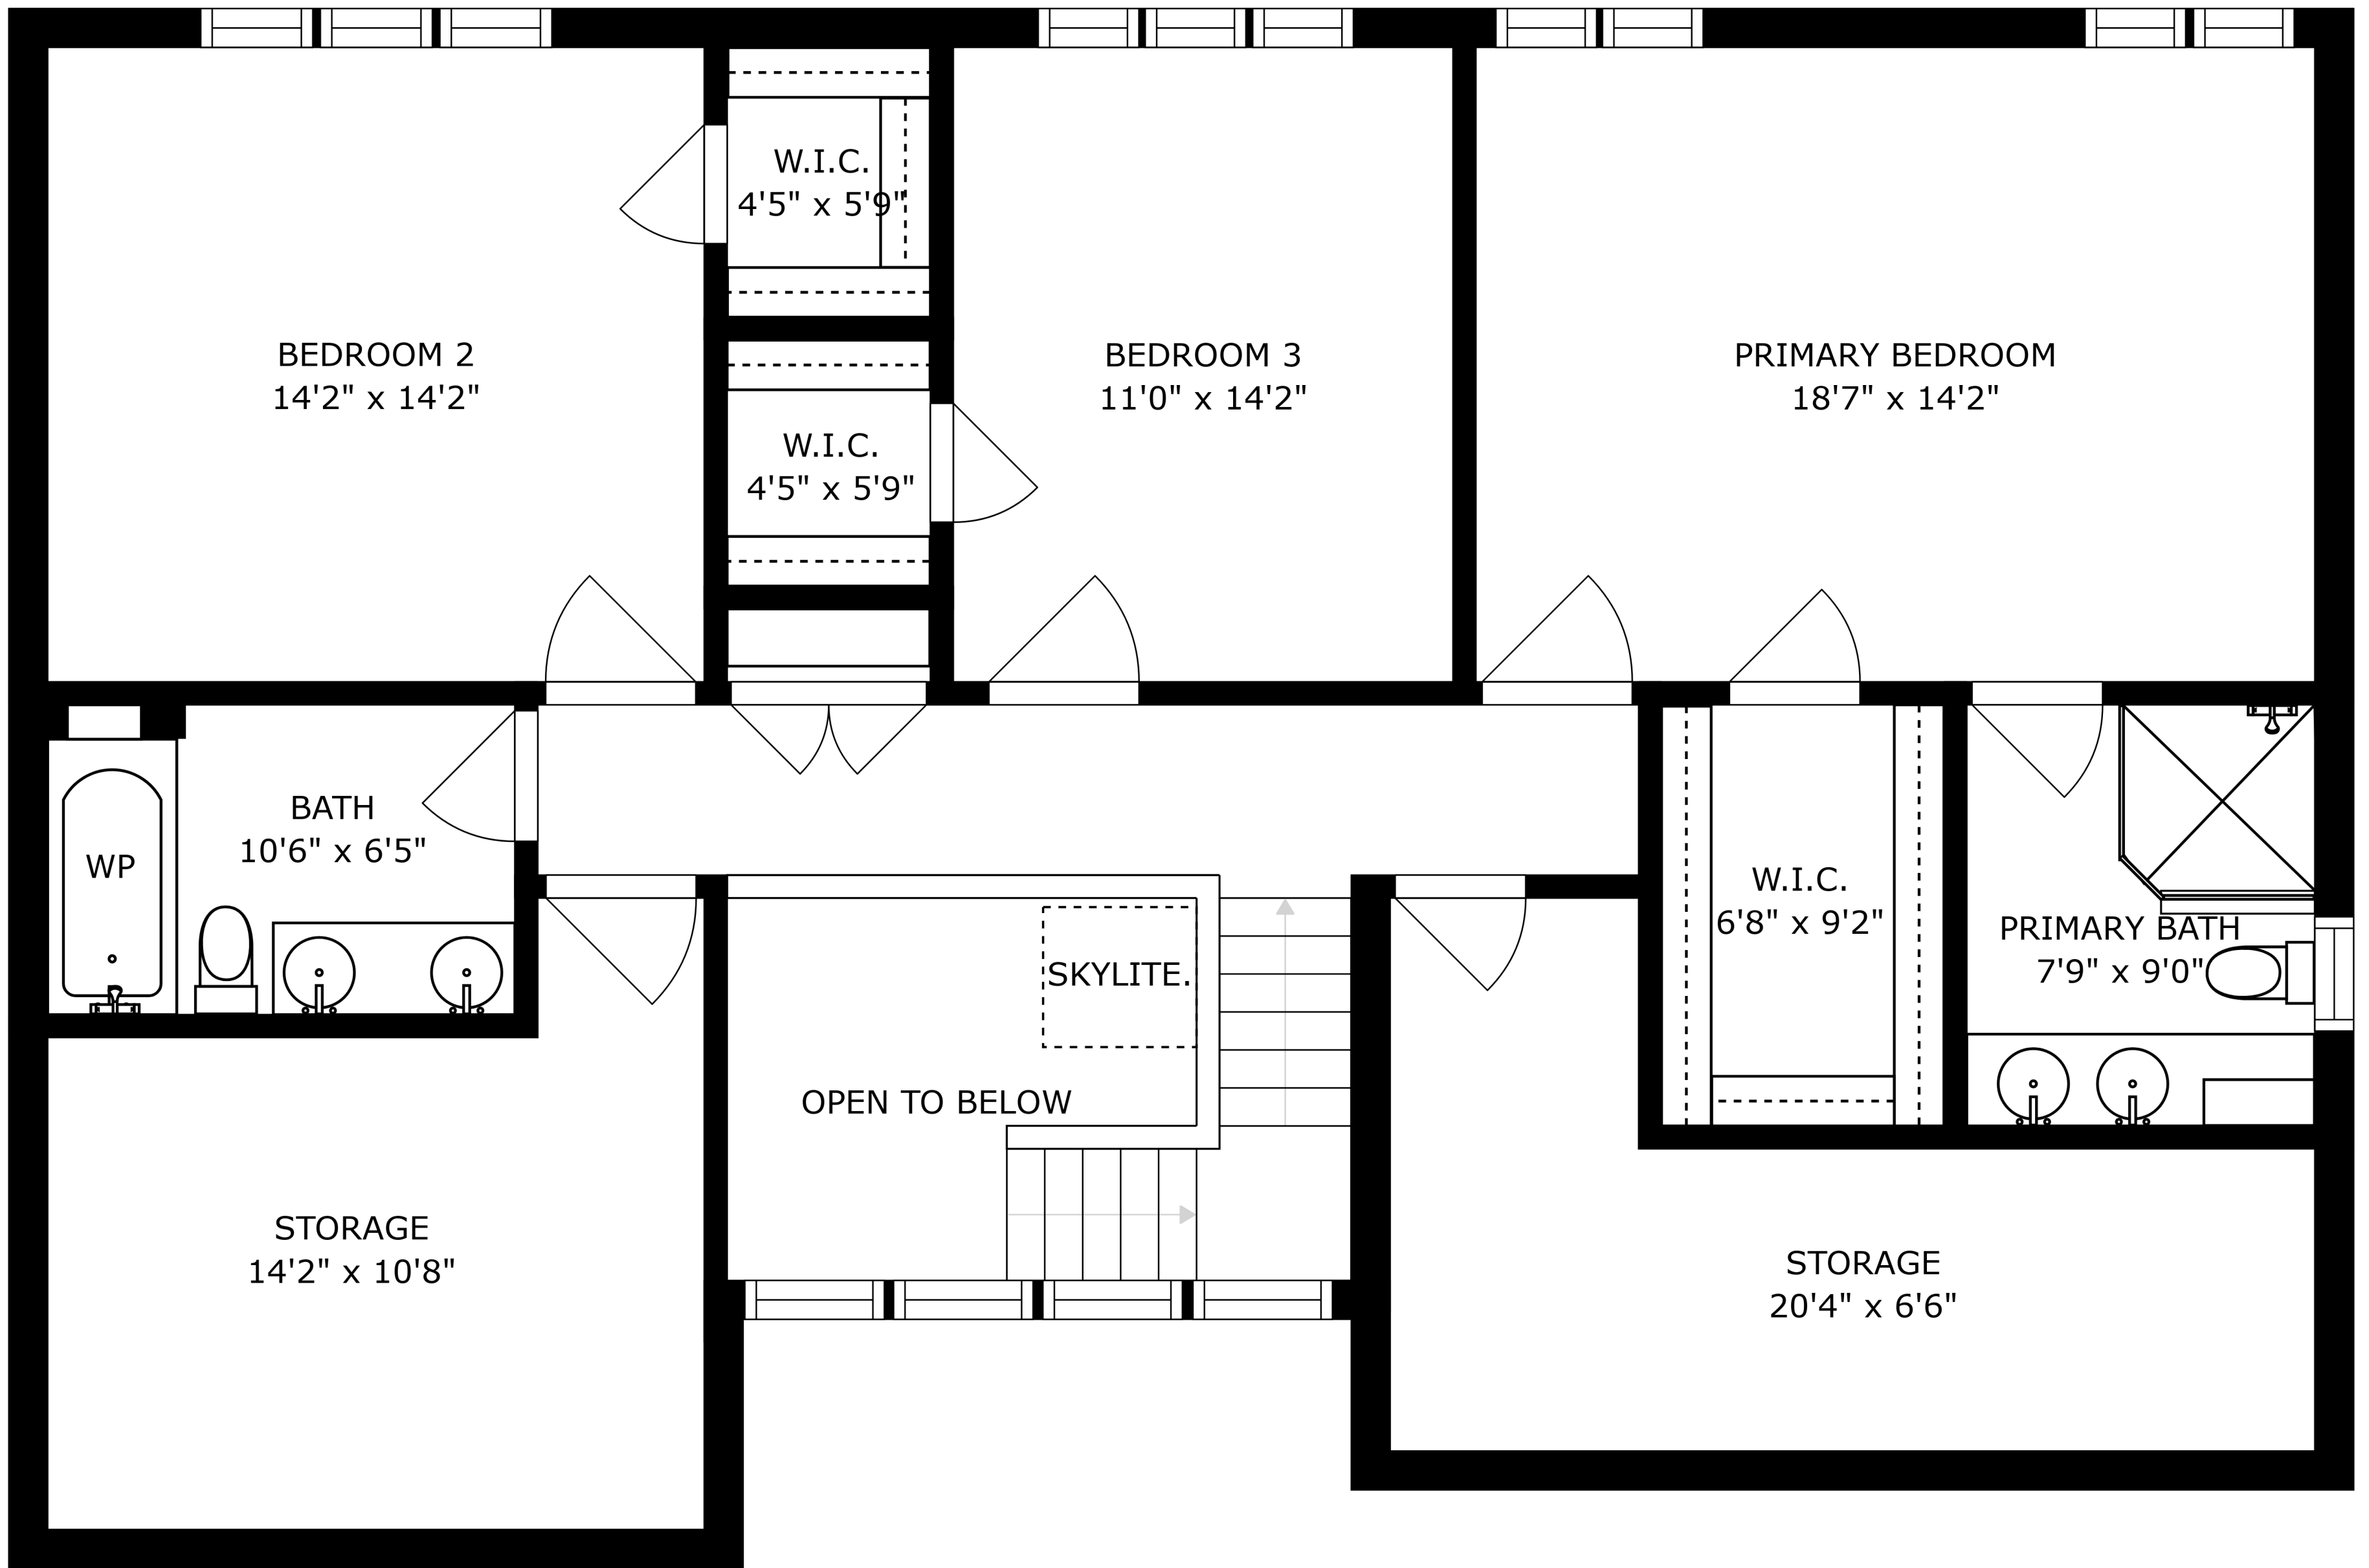 W.I.C.
4'5" x 5'9"
BEDROOM 2
14'2" x 14'2"
BEDROOM 3
11'0" x 14'2"
PRIMARY BEDROOM
18'7" x 14'2"
W.I.C.
4'5" x 5'9"
BATH
10'6" x 6'5"
WP
W.I.C.
6'8" x 9'2"
PRIMARY BATH
7'9" x 9'0"
SKYLITE.
OPEN TO BELOW
STORAGE
14'2" x 10'8"
STORAGE
20'4" x 6'6"